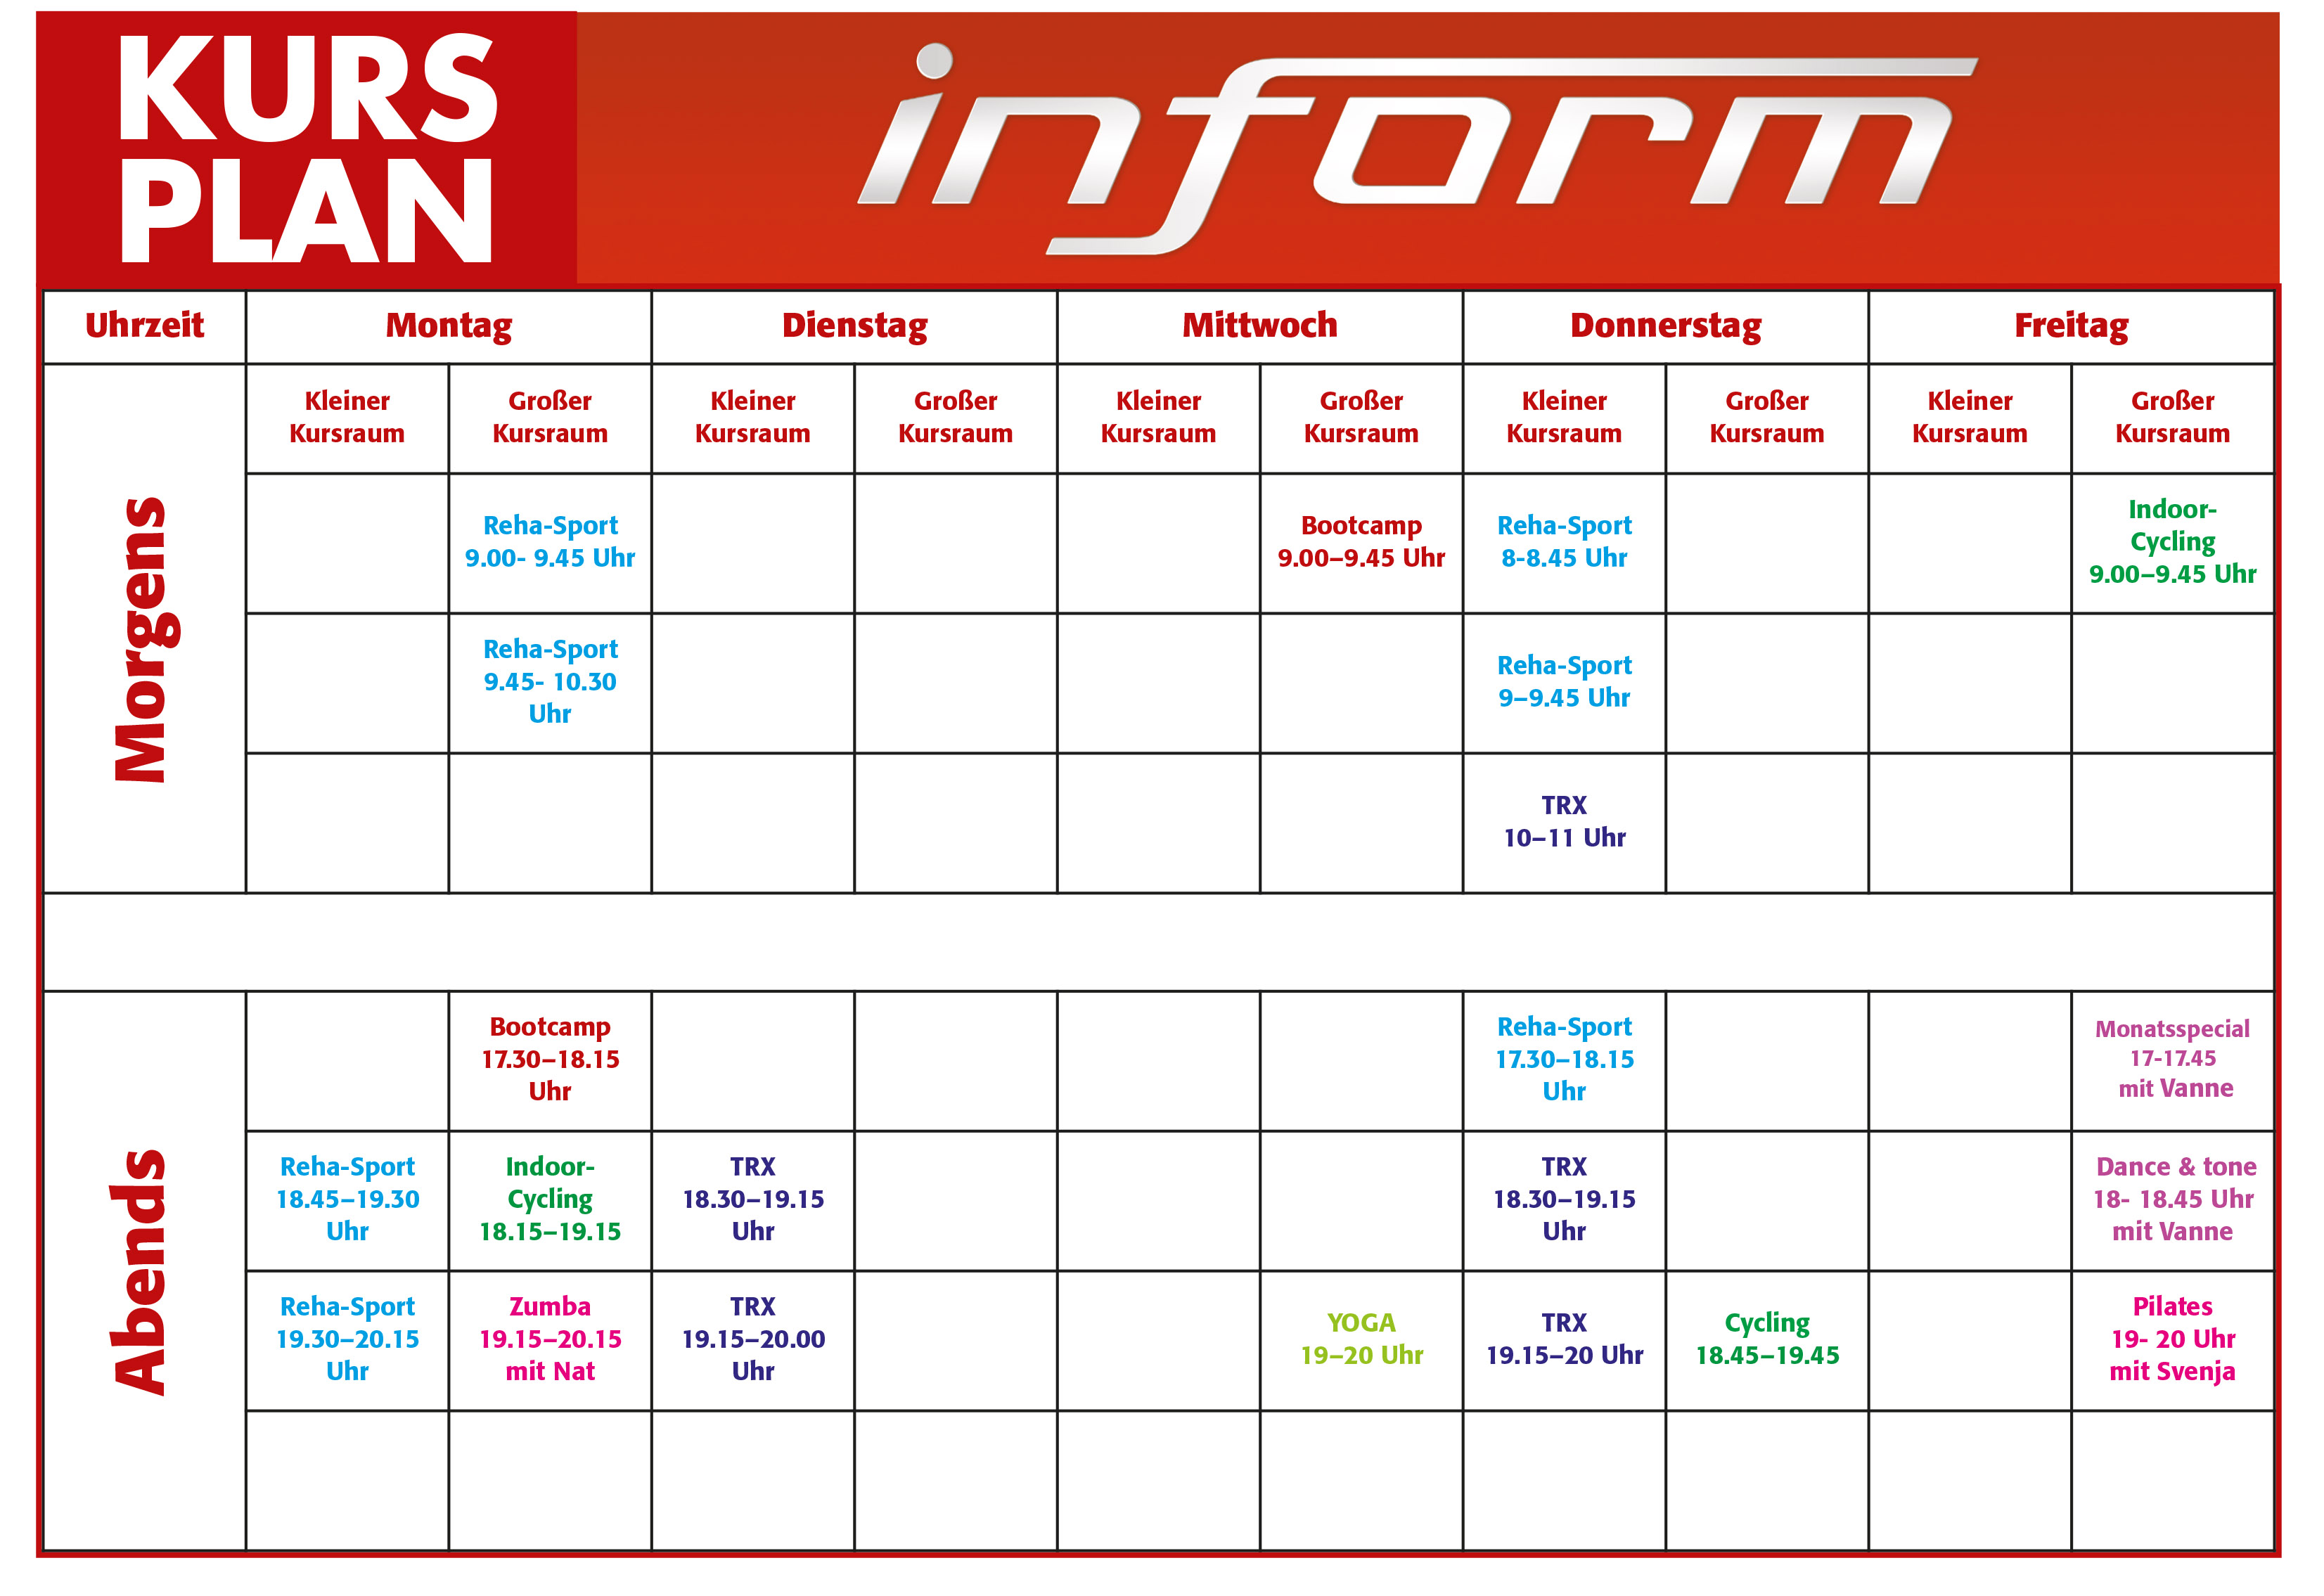 KURS
PLAN
inform
Uhrzeit Montag Dienstag Mittwoch Donnerstag Freitag
Kleiner Großer Kleiner Großer Kleiner Großer Kleiner Großer Kleiner Großer
Kursraum Kursraum Kursraum Kursraum Kursraum Kursraum Kursraum Kursraum Kursraum Kursraum
Morgens
Reha-Sport
9.00- 9.45 Uhr
Bootcamp
9.00–9.45 Uhr
Reha-Sport
8-8.45 Uhr
Indoor-
Cycling
9.00–9.45 Uhr
Reha-Sport
9.45- 10.30
Uhr
Reha-Sport
9–9.45 Uhr
TRX
10–11 Uhr
Abends
Bootcamp
17.30–18.15
Uhr
Reha-Sport
17.30–18.15
Uhr
Monatsspecial
17-17.45
mit Vanne
Reha-Sport
18.45–19.30
Uhr
Indoor-
Cycling
18.15–19.15
TRX
18.30–19.15
Uhr
TRX
18.30–19.15
Uhr
Dance & tone
18- 18.45 Uhr
mit Vanne
Reha-Sport
19.30–20.15
Uhr
Zumba
19.15–20.15
mit Nat
TRX
19.15–20.00
Uhr
YOGA
19–20 Uhr
TRX
19.15–20 Uhr
Cycling
18.45–19.45
Pilates
19- 20 Uhr
mit Svenja